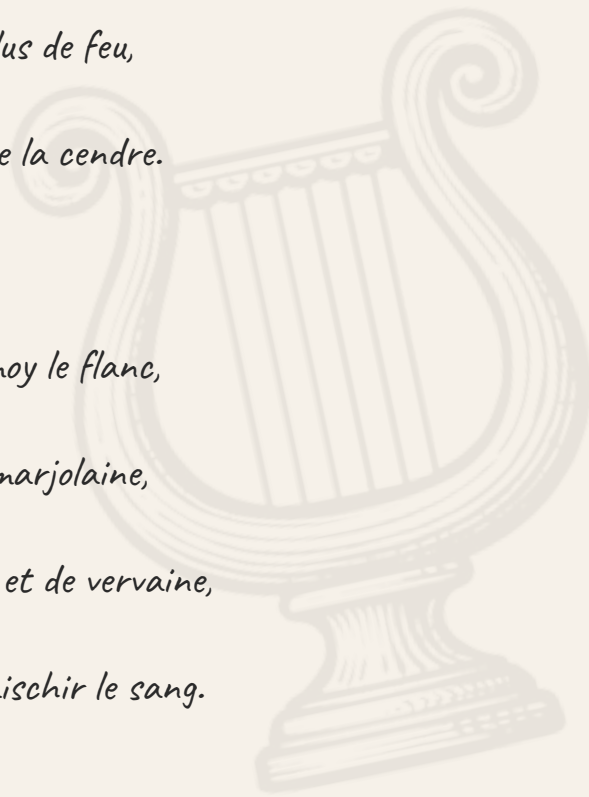 lus de feu,
e la cendre.
noy le flanc,
marjolaine,
et de vervaine,
ischir le sang.